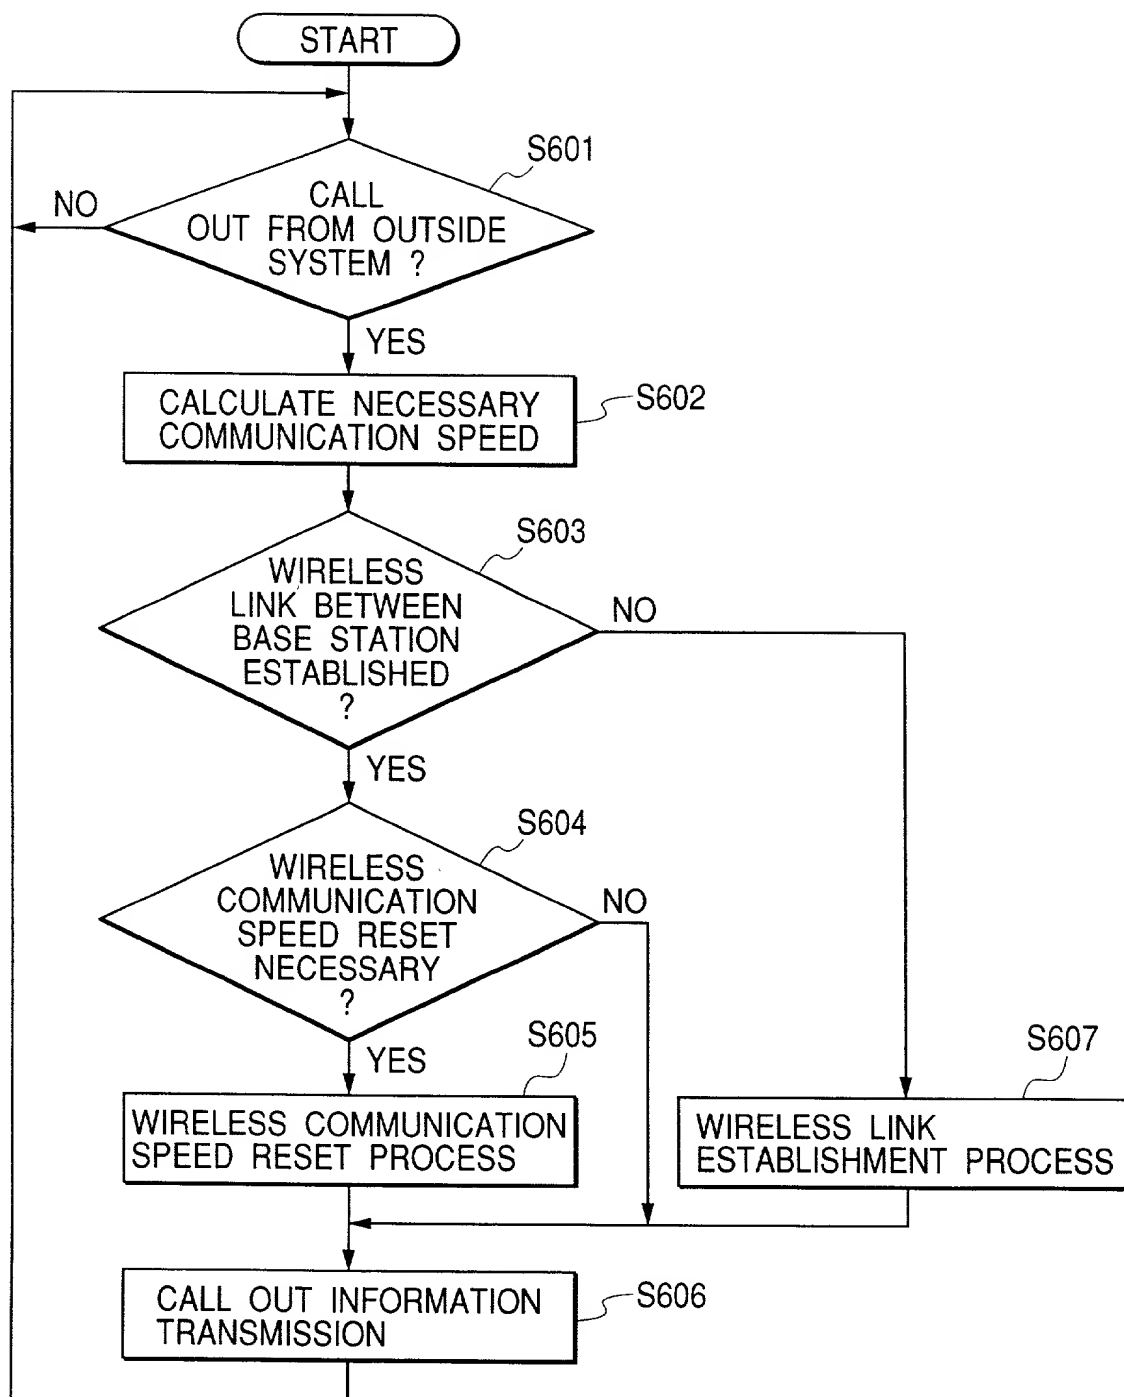 START
S601
NO
CALL
OUT FROM OUTSIDE
SYSTEM ?
YES
CALCULATE NECESSARY
COMMUNICATION SPEED
S602
S603
WIRELESS
LINK BETWEEN
BASE STATION
ESTABLISHED
?
NO
YES
S604
WIRELESS
COMMUNICATION
SPEED RESET
NECESSARY
?
NO
YES
S605
S607
WIRELESS COMMUNICATION
SPEED RESET PROCESS
WIRELESS LINK
ESTABLISHMENT PROCESS
CALL OUT INFORMATION
TRANSMISSION
S606